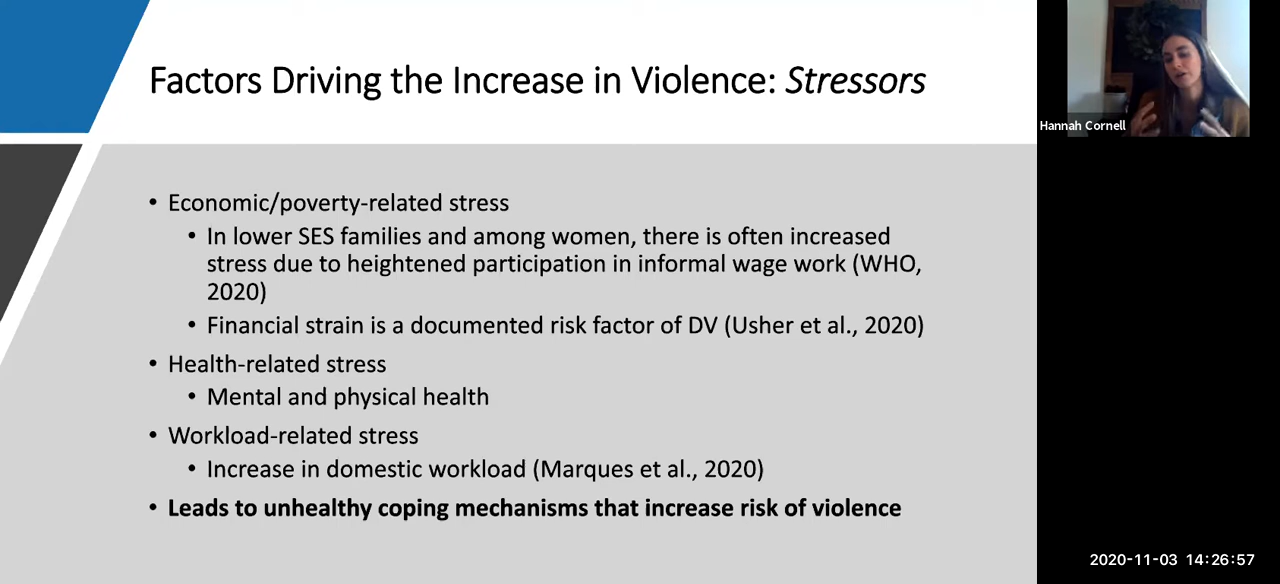 Factors Driving the Increase in Violence: Stressors
• Economic/poverty-related stress
• In lower SES families and among women, there is often increased
stress due to heightened participation in informal wage work (WHO,
2020)
• Financial strain is a documented risk factor of DV (Usher et al., 2020)
• Health-related stress
• Mental and physical health
• Workload-related stress
• Increase in domestic workload (Marques et al., 2020)
• Leads to unhealthy coping mechanisms that increase risk of violence
Hannah Cornell
2020-11-03 14:26:57